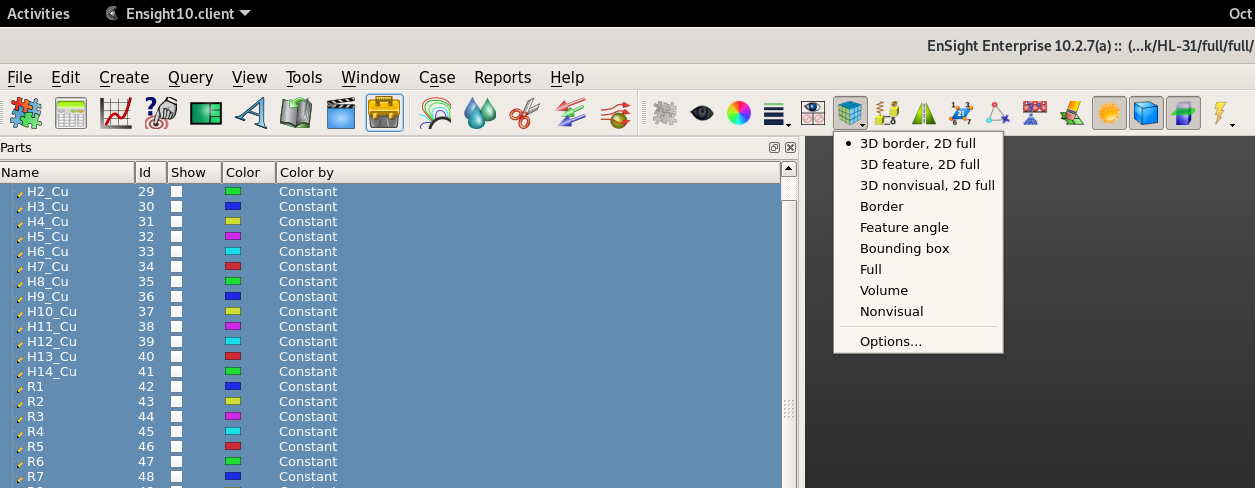 Activities Ensight10.client Oct
EnSight Enterprise 10.2.7(a) :: (...k/HL-31/full/full/
File Edit Create Query View Tools Window Case Reports Help
Parts
Name Id Show Color Color by
H2_Cu 29 Constant
H3_Cu 30 Constant
H4_Cu 31 Constant
H5_Cu 32 Constant
H6_Cu 33 Constant
H7_Cu 34 Constant
H8_Cu 35 Constant
H9_Cu 36 Constant
H10_Cu 37 Constant
H11_Cu 38 Constant
H12_Cu 39 Constant
H13_Cu 40 Constant
H14_Cu 41 Constant
R1 42 Constant
R2 43 Constant
R3 44 Constant
R4 45 Constant
R5 46 Constant
R6 47 Constant
R7 48 Constant
3D border, 2D full
3D feature, 2D full
3D nonvisual, 2D full
Border
Feature angle
Bounding box
Full
Volume
Nonvisual
Options...